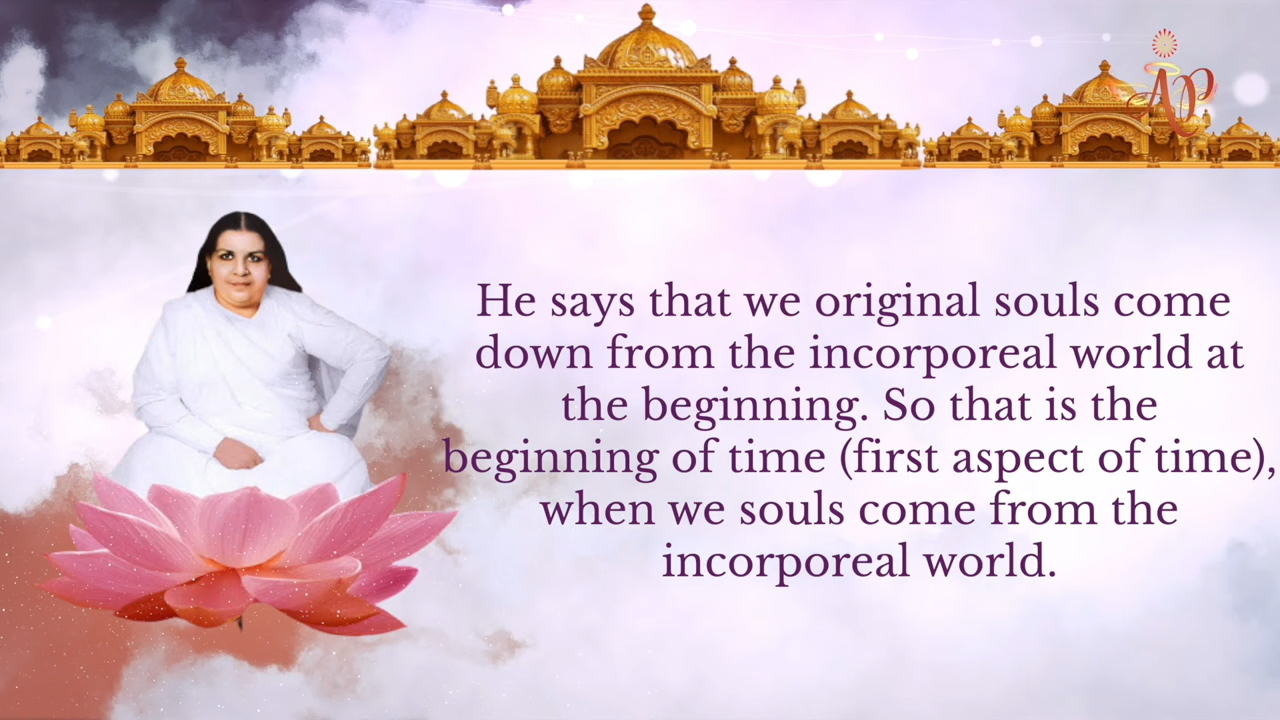 AP
He says that we original souls come
down from the incorporeal world at
the beginning. So that is the
beginning of time (first aspect of time),
when we souls come from the
incorporeal world.